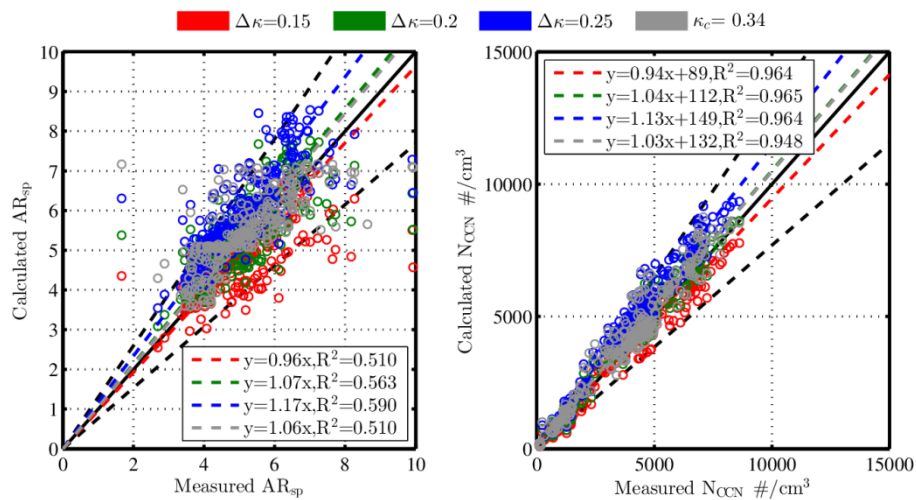 Δκ=0.15 Δκ=0.2 Δκ=0.25 κc= 0.34
Calculated ARsp
10
9
8
7
6
5
4
3
2
1
0
0 2 4 6 8 10
Measured ARsp
y=0.96x,R²=0.510
y=1.07x,R²=0.563
y=1.17x,R²=0.590
y=1.06x,R²=0.510
Calculated NCCN #/cm³
15000
10000
5000
0
0 5000 10000 15000
Measured NCCN #/cm³
y=0.94x+89,R²=0.964
y=1.04x+112,R²=0.965
y=1.13x+149,R²=0.964
y=1.03x+132,R²=0.948